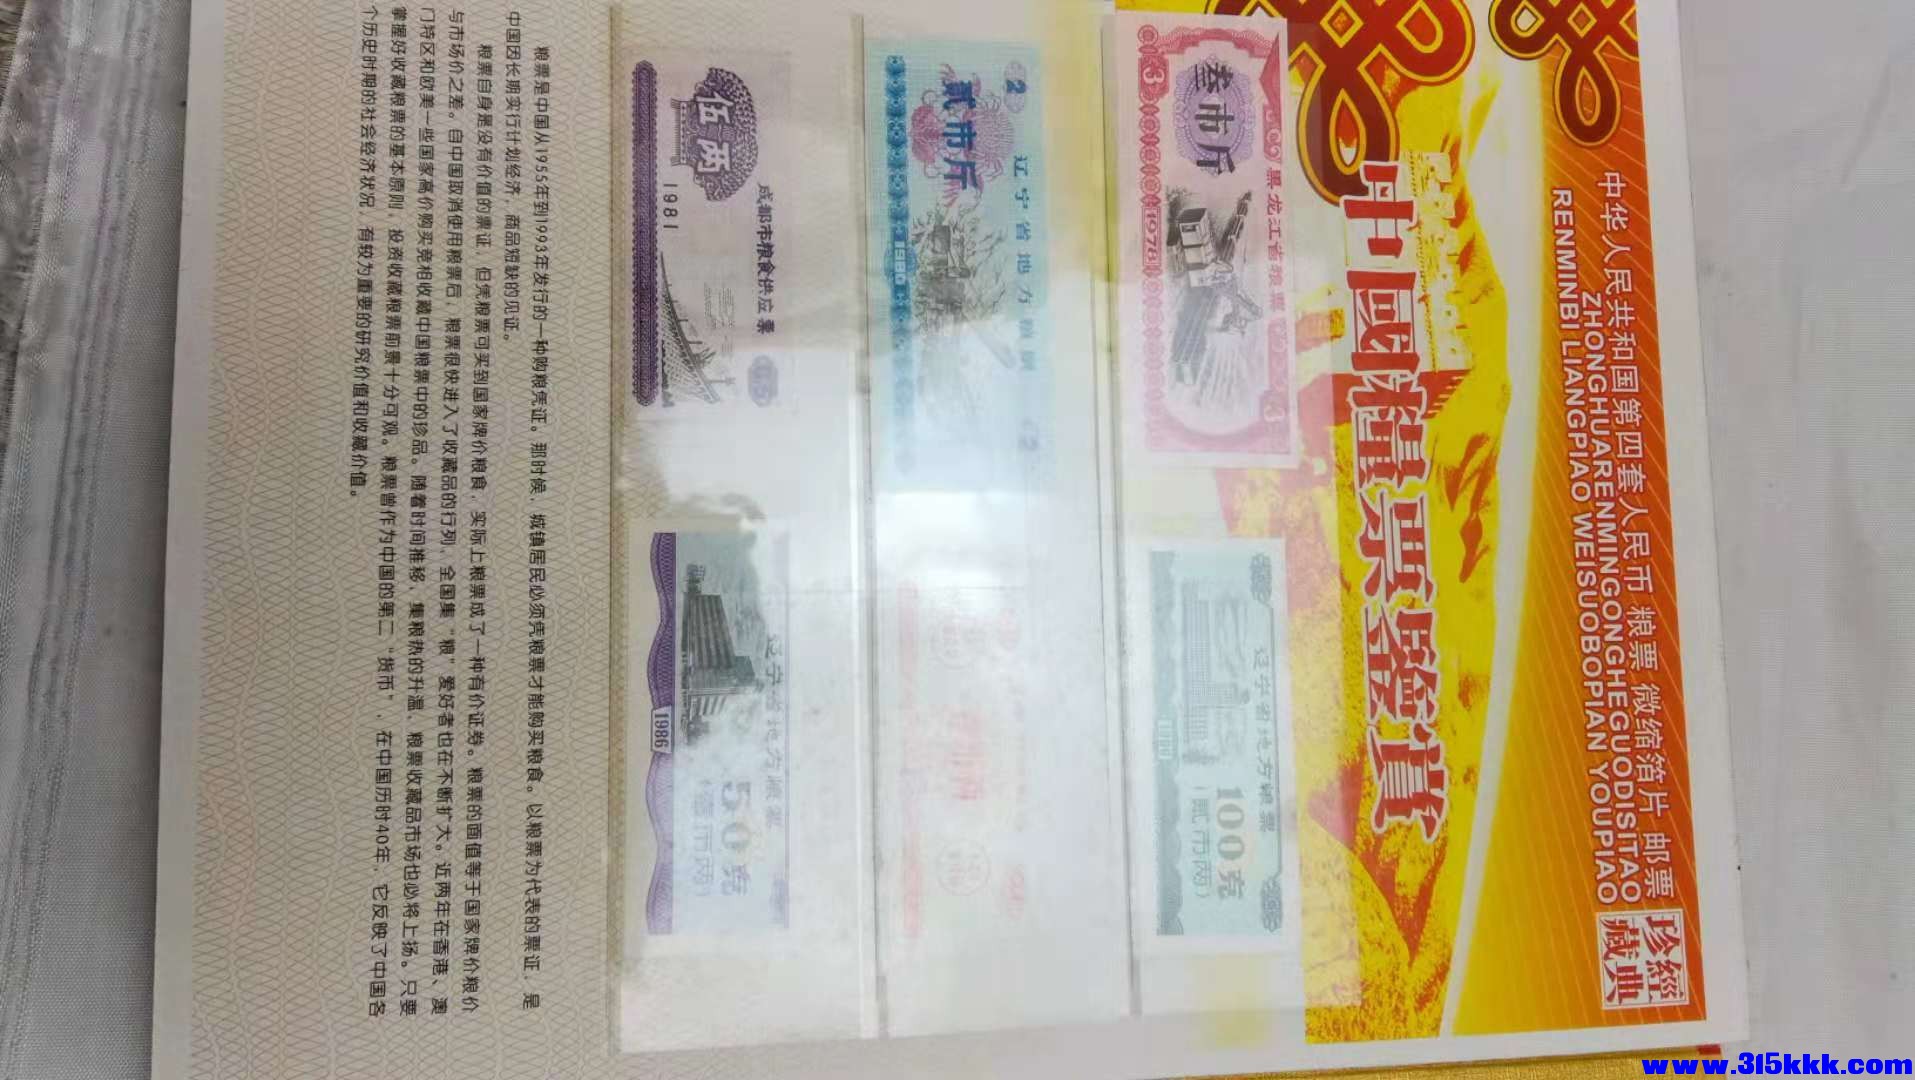 中华人民共和国第四套人民币 粮票 微缩箔片 邮票
ZHONGHUARENMINGONGHEGUODISITAO
RENMINBI LIANGPIAO WEISUOBOPIAN YOUPIAO
珍 經
藏 典
中國糧票鑒賞
黑龙江省粮票
叁市斤
3
3
1978
辽宁省地方粮票
100克
(贰市两)
辽宁省地方粮票
2
贰市斤
1980
成都市粮食供应票
伍两
1981
辽宁省地方粮票
50克
(壹市两)
1986
粮票是中国从1955年到1993年发行的一种购粮凭证。那时候，城镇居民必须凭粮票才能购买粮食。以粮票为代表的票证，是
中国因长期实行计划经济，商品短缺的见证。
粮票自身是没有价值的票证，但凭粮票可买到国家牌价粮食，实际上粮票成了一种有价证券。粮票的面值等于国家牌价粮价
与市场价之差。自中国取消使用粮票后，粮票很快进入了收藏品的行列，全国集“粮”爱好者也在不断扩大。近两年在香港、澳
门特区和欧美一些国家高价购买竞相收藏中国粮票中的珍品。随着时间推移，集粮热的升温，粮票收藏品市场也必将上扬。只要
掌握好收藏粮票的基本原则，投资收藏粮票前景十分可观。粮票曾作为中国的第二“货币”，在中国历时40年，它反映了中国各
个历史时期的社会经济状况，有较为重要的研究价值和收藏价值。
www.315kkk.com